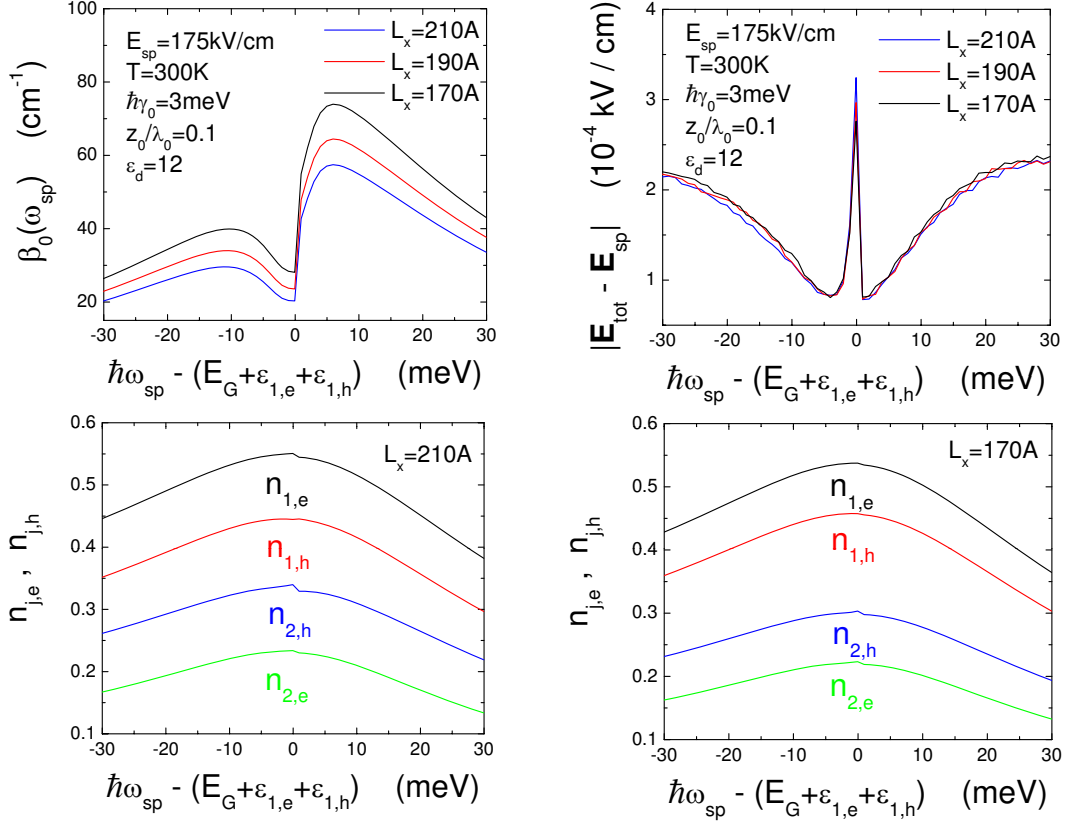 E_sp=175kV/cm
T=300K
ħγ_0=3meV
z_0/λ_0=0.1
ε_d=12
L_x=210A
L_x=190A
L_x=170A
β_0(ω_sp) (cm^-1)
100
80
60
40
20
-30 -20 -10 0 10 20 30
ħω_sp - (E_G+ε_1,e+ε_1,h) (meV)
E_sp=175kV/cm
T=300K
ħγ_0=3meV
z_0/λ_0=0.1
ε_d=12
L_x=210A
L_x=190A
L_x=170A
|E_tot - E_sp| (10^-4 kV / cm)
4
3
2
1
-30 -20 -10 0 10 20 30
ħω_sp - (E_G+ε_1,e+ε_1,h) (meV)
L_x=210A
n_1,e
n_1,h
n_2,h
n_2,e
n_j,e , n_j,h
0.6
0.5
0.4
0.3
0.2
0.1
-30 -20 -10 0 10 20 30
ħω_sp - (E_G+ε_1,e+ε_1,h) (meV)
L_x=170A
n_1,e
n_1,h
n_2,h
n_2,e
n_j,e , n_j,h
0.6
0.5
0.4
0.3
0.2
0.1
-30 -20 -10 0 10 20 30
ħω_sp - (E_G+ε_1,e+ε_1,h) (meV)